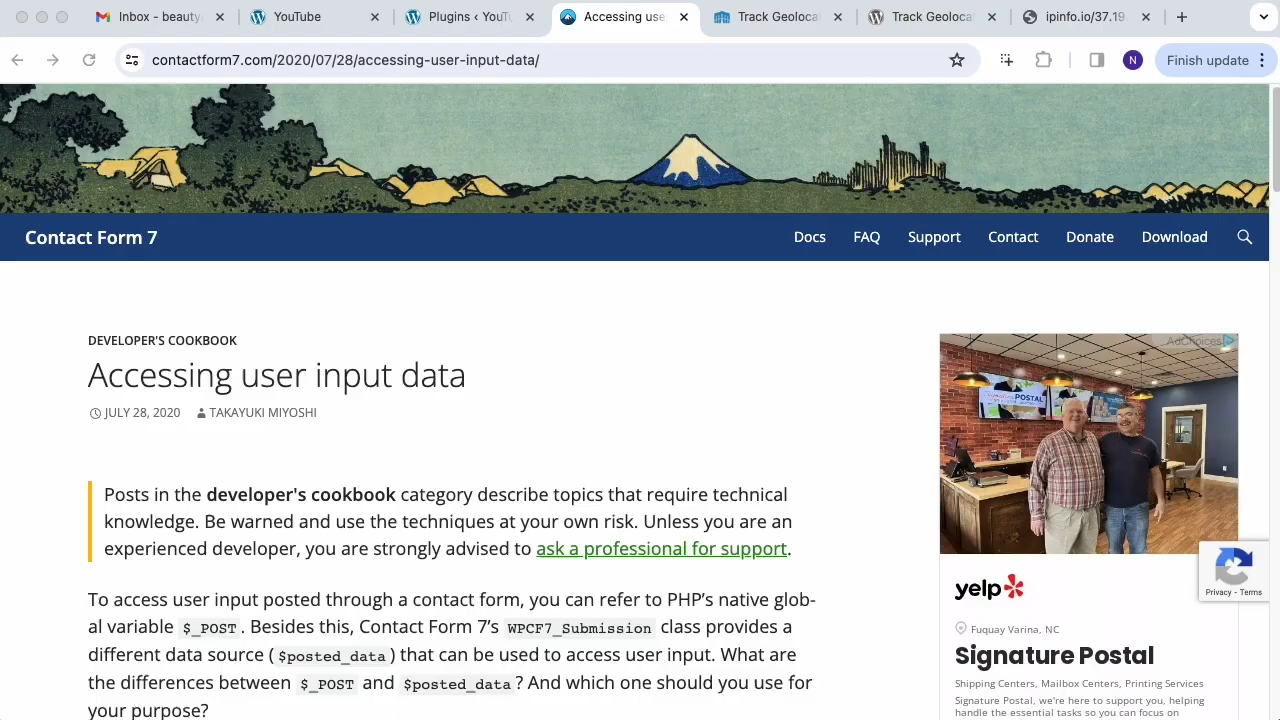 Inbox - beauty
YouTube
Plugins ‹ YouT
Accessing use
Track Geoloca
Track Geoloca
ipinfo.io/37.19
contactform7.com/2020/07/28/accessing-user-input-data/
N
Finish update
Contact Form 7
Docs
FAQ
Support
Contact
Donate
Download
DEVELOPER'S COOKBOOK
Accessing user input data
JULY 28, 2020
TAKAYUKI MIYOSHI
Posts in the developer's cookbook category describe topics that require technical
knowledge. Be warned and use the techniques at your own risk. Unless you are an
experienced developer, you are strongly advised to ask a professional for support.
To access user input posted through a contact form, you can refer to PHP’s native glob-
al variable $_POST. Besides this, Contact Form 7’s WPCF7_Submission class provides a
different data source ($posted_data) that can be used to access user input. What are
the differences between $_POST and $posted_data? And which one should you use for
your purpose?
AdChoices
POSTAL
yelp
Fuquay Varina, NC
Signature Postal
Shipping Centers, Mailbox Centers, Printing Services
Signature Postal, we're here to support you, helping
handle the essential tasks so you can focus on
Privacy - Terms